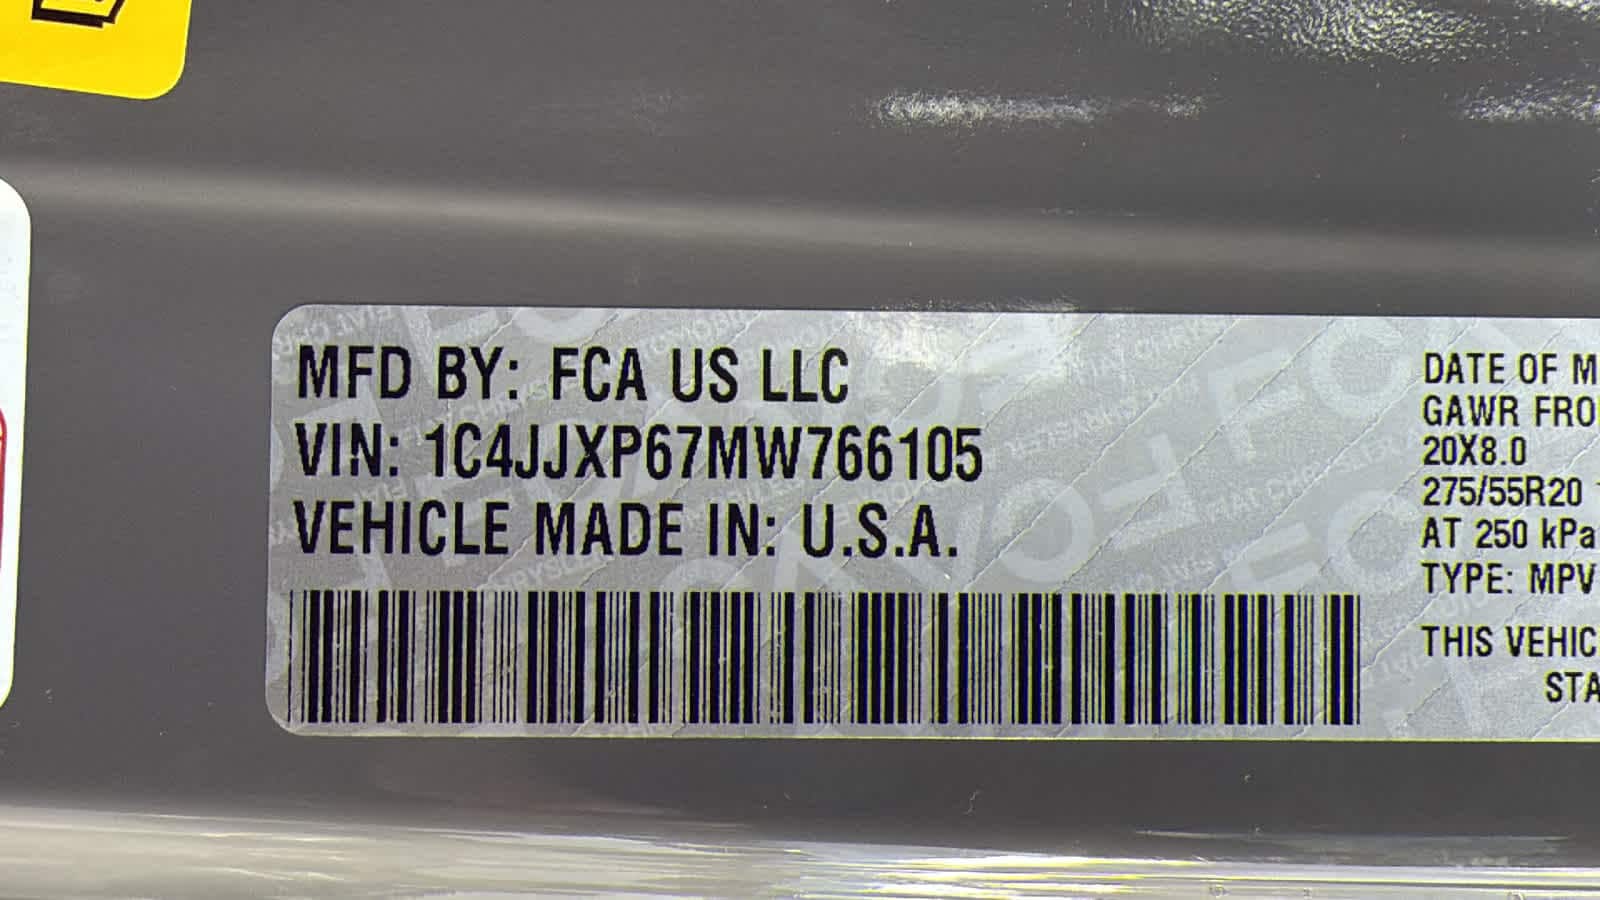 MFD BY: FCA US LLC
VIN: 1C4JJXP67MW766105
VEHICLE MADE IN: U.S.A.
DATE OF M
GAWR FRO
20X8.0
275/55R20
AT 250 kPa
TYPE: MPV
THIS VEHIC
STA